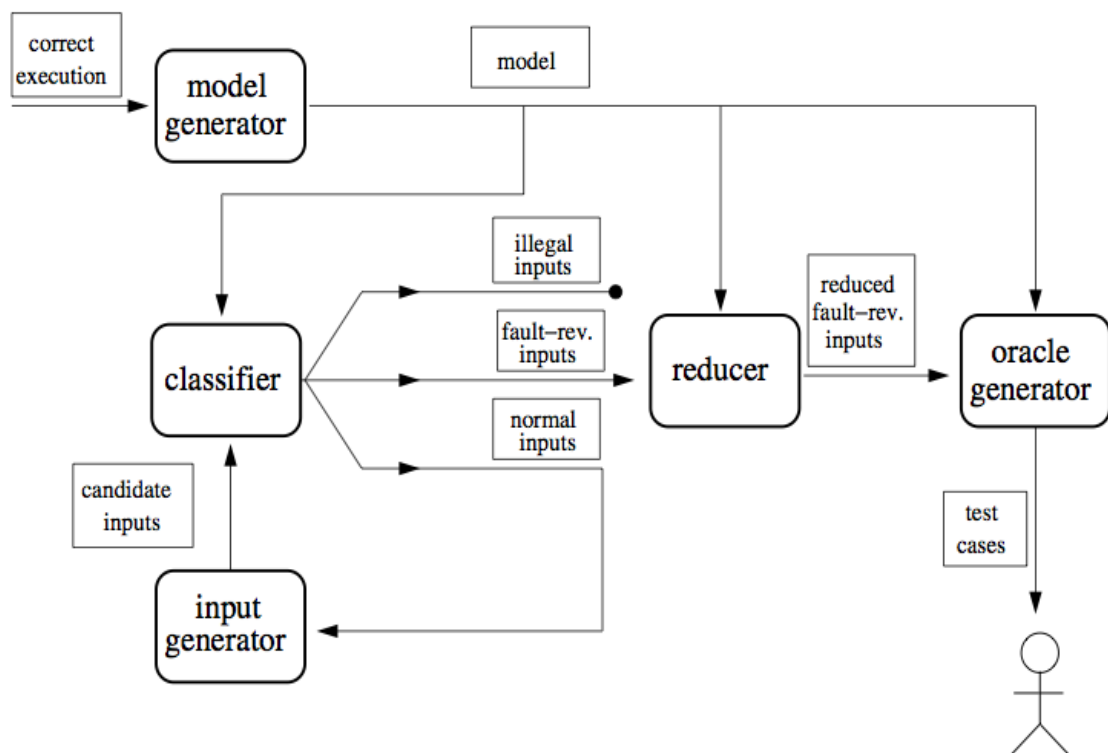 correct
execution
model
generator
model
illegal
inputs
fault–rev.
inputs
normal
inputs
classifier
reducer
reduced
fault–rev.
inputs
oracle
generator
candidate
inputs
input
generator
test
cases